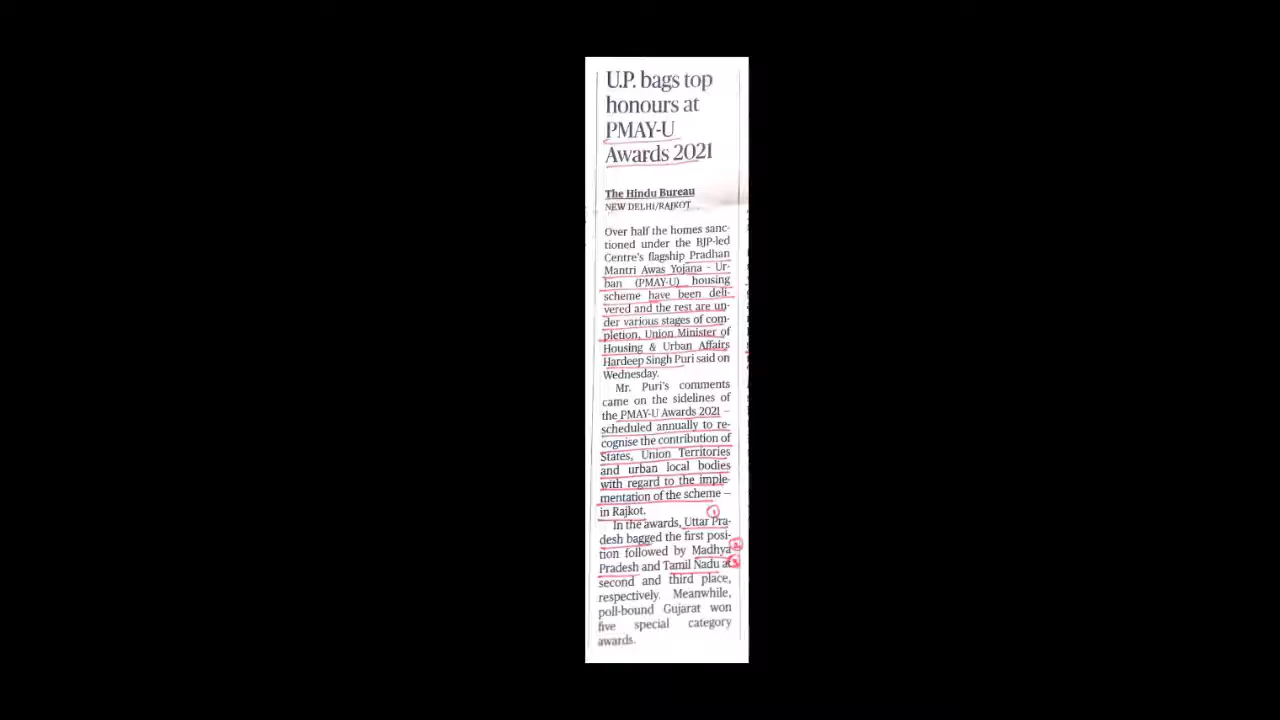 U.P. bags top
honours at
PMAY-U
Awards 2021
The Hindu Bureau
NEW DELHI/RAJKOT
Over half the homes sanc-
tioned under the BJP-led
Centre's flagship Pradhan
Mantri Awas Yojana - Ur-
ban (PMAY-U) housing
scheme have been deli-
vered and the rest are un-
der various stages of com-
pletion, Union Minister of
Housing & Urban Affairs
Hardeep Singh Puri said on
Wednesday.
Mr. Puri's comments
came on the sidelines of
the PMAY-U Awards 2021 –
scheduled annually to re-
cognise the contribution of
States, Union Territories
and urban local bodies
with regard to the imple-
mentation of the scheme –
in Rajkot.
1
In the awards, Uttar Pra-
desh bagged the first posi-
tion followed by Madhya 2
Pradesh and Tamil Nadu at 3
second and third place,
respectively. Meanwhile,
poll-bound Gujarat won
five special category
awards.